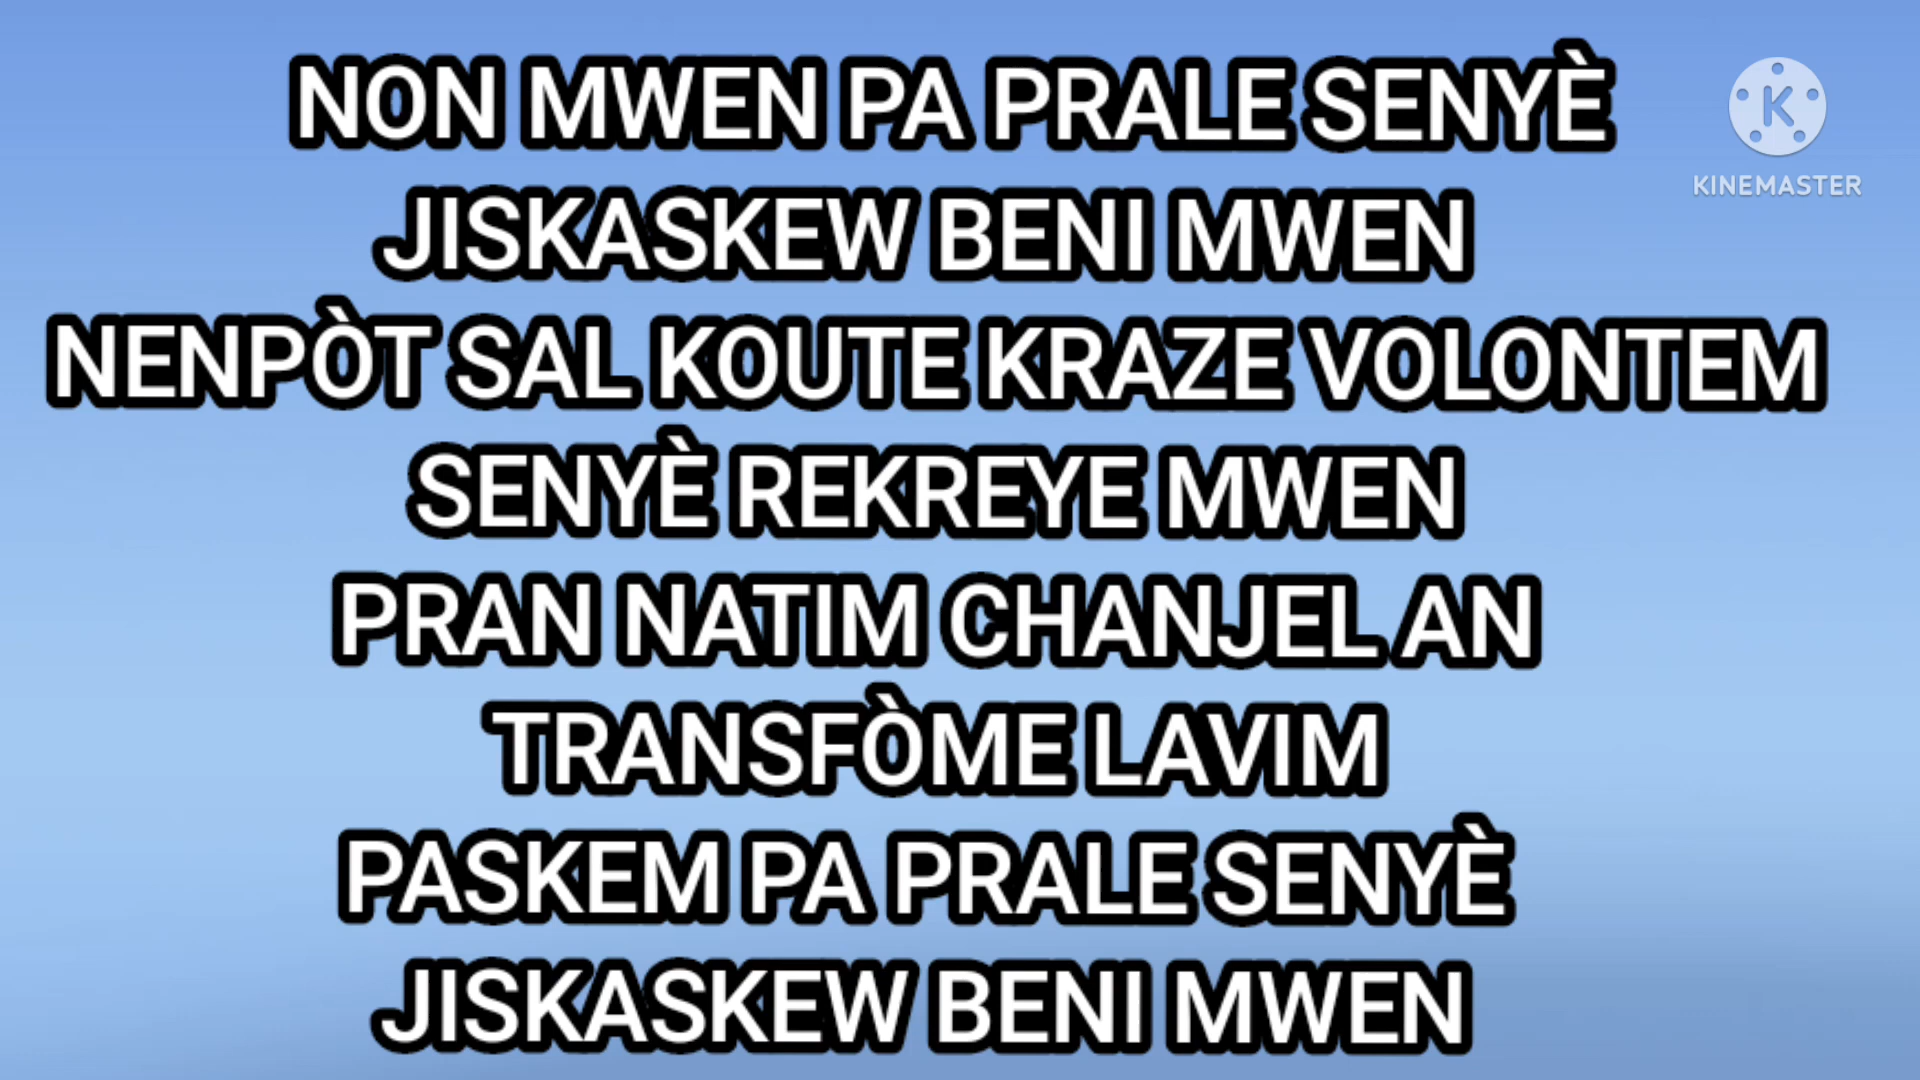 NON MWEN PA PRALE SENYÈ
JISKASKEW BENI MWEN
NENPÒT SAL KOUTE KRAZE VOLONTEM
SENYÈ REKREYE MWEN
PRAN NATIM CHANJEL AN
TRANSFÒME LAVIM
PASKEM PA PRALE SENYÈ
JISKASKEW BENI MWEN
K
KINEMASTER